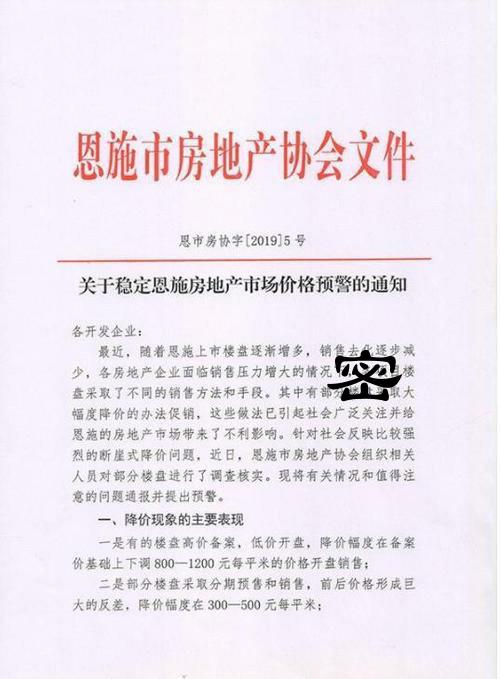 恩施市房地产协会文件
恩市房协字[2019]5号
关于稳定恩施房地产市场价格预警的通知
各开发企业：
最近，随着恩施上市楼盘逐渐增多，销售去化逐步减
少，各房地产企业面临销售压力增大的情况
密
盘采取了不同的销售方法和手段。其中有部分楼盘采取大
幅度降价的办法促销，这些做法已引起社会广泛关注并给
恩施的房地产市场带来了不利影响。针对社会反映比较强
烈的断崖式降价问题，近日，恩施市房地产协会组织相关
人员对部分楼盘进行了调查核实。现将有关情况和值得注
意的问题通报并提出预警。
一、降价现象的主要表现
一是有的楼盘高价备案，低价开盘，降价幅度在备案
价基础上下调800—1200元每平米的价格开盘销售；
二是部分楼盘采取分期预售和销售，前后价格形成巨
大的反差，降价幅度在300—500元每平米；